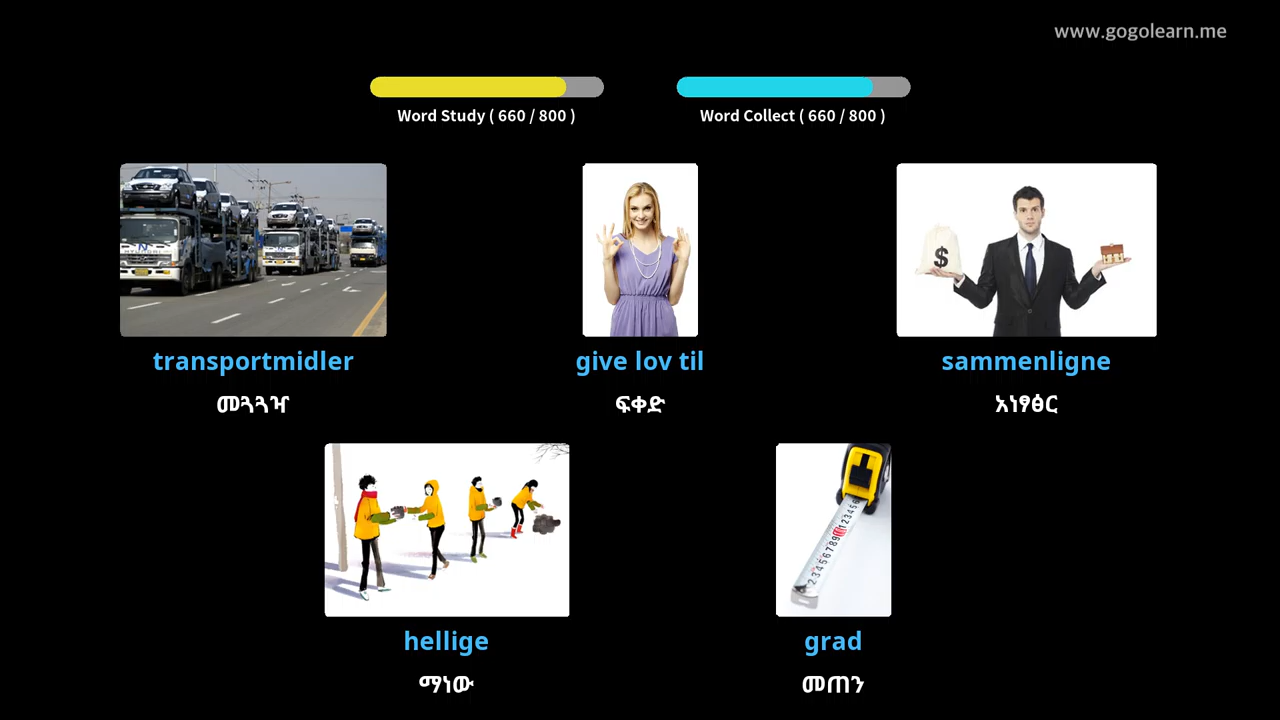 www.gogolearn.me
Word Study ( 660 / 800 )
Word Collect ( 660 / 800 )
transportmidler
give lov til
sammenligne
መጓጓዣ
ፍቀድ
አነፃፅር
hellige
grad
ማነው
መጠን